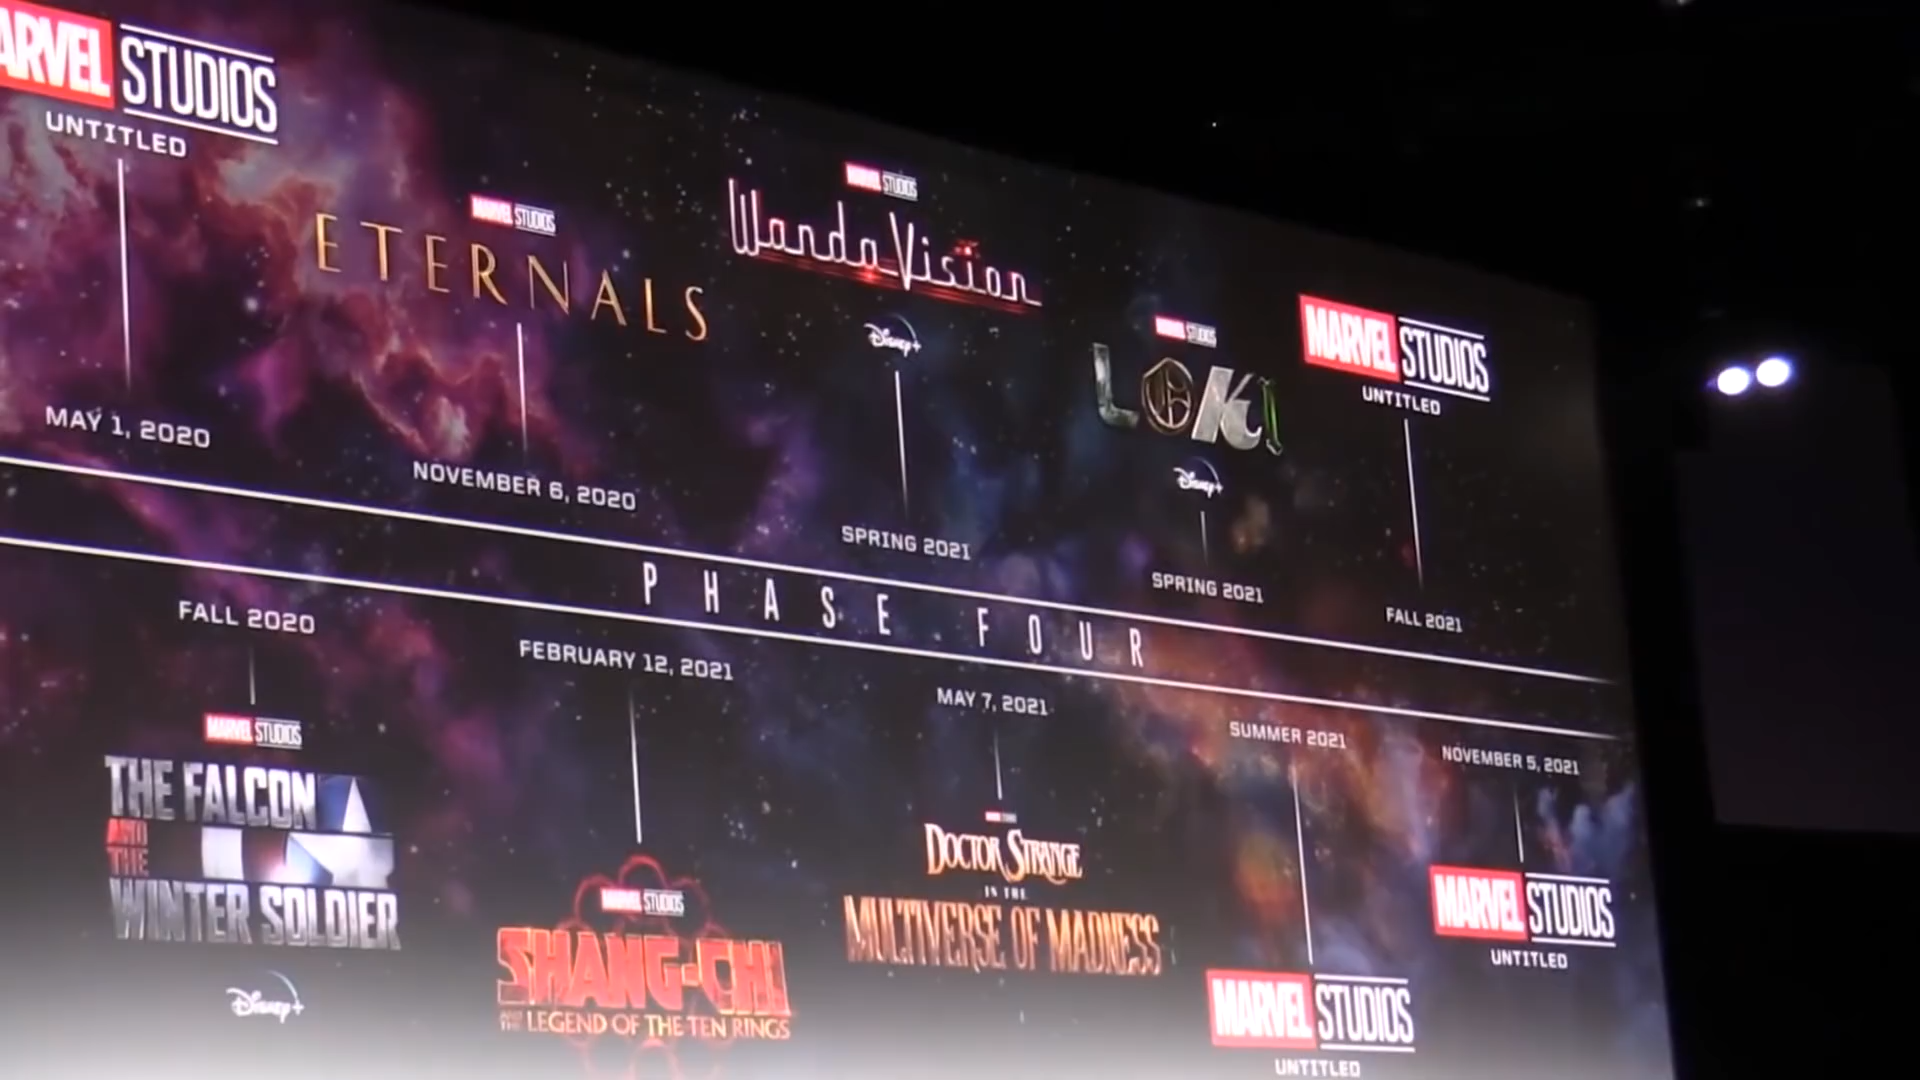 MARVEL STUDIOS
UNTITLED
MAY 1, 2020
MARVEL STUDIOS
ETERNALS
NOVEMBER 6, 2020
MARVEL STUDIOS
WandaVision
Disney+
SPRING 2021
MARVEL STUDIOS
LOKI
Disney+
SPRING 2021
MARVEL STUDIOS
UNTITLED
FALL 2021
PHASE FOUR
FALL 2020
MARVEL STUDIOS
THE FALCON
AND
THE
WINTER SOLDIER
Disney+
FEBRUARY 12, 2021
MARVEL STUDIOS
SHANG-CHI
AND THE LEGEND OF THE TEN RINGS
MAY 7, 2021
DOCTOR STRANGE
IN THE
MULTIVERSE OF MADNESS
SUMMER 2021
MARVEL STUDIOS
UNTITLED
NOVEMBER 5, 2021
MARVEL STUDIOS
UNTITLED